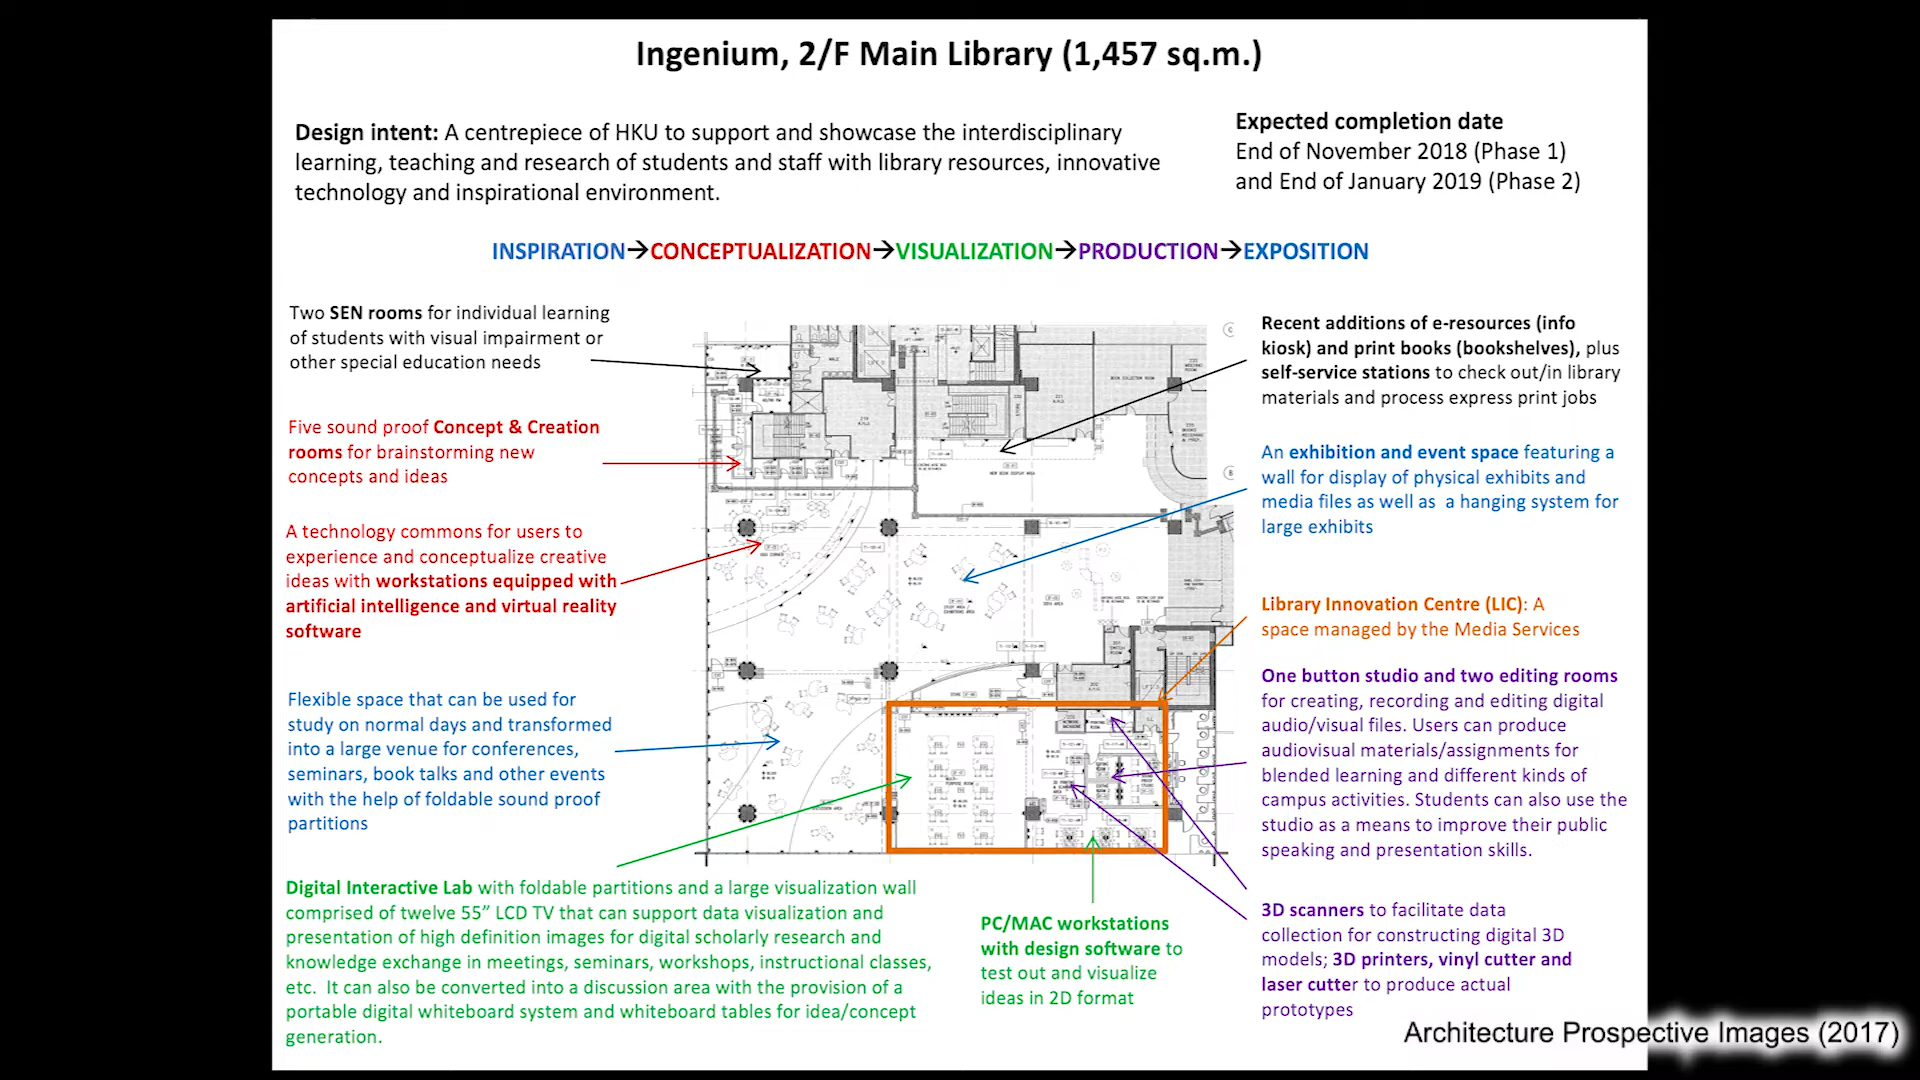 Ingenium, 2/F Main Library (1,457 sq.m.)
Design intent: A centrepiece of HKU to support and showcase the interdisciplinary
learning, teaching and research of students and staff with library resources, innovative
technology and inspirational environment.
Expected completion date
End of November 2018 (Phase 1)
and End of January 2019 (Phase 2)
INSPIRATION→CONCEPTUALIZATION→VISUALIZATION→PRODUCTION→EXPOSITION
Two SEN rooms for individual learning
of students with visual impairment or
other special education needs
Five sound proof Concept & Creation
rooms for brainstorming new
concepts and ideas
A technology commons for users to
experience and conceptualize creative
ideas with workstations equipped with
artificial intelligence and virtual reality
software
Flexible space that can be used for
study on normal days and transformed
into a large venue for conferences,
seminars, book talks and other events
with the help of foldable sound proof
partitions
Digital Interactive Lab with foldable partitions and a large visualization wall
comprised of twelve 55” LCD TV that can support data visualization and
presentation of high definition images for digital scholarly research and
knowledge exchange in meetings, seminars, workshops, instructional classes,
etc.  It can also be converted into a discussion area with the provision of a
portable digital whiteboard system and whiteboard tables for idea/concept
generation.
PC/MAC workstations
with design software to
test out and visualize
ideas in 2D format
Recent additions of e-resources (info
kiosk) and print books (bookshelves), plus
self-service stations to check out/in library
materials and process express print jobs
An exhibition and event space featuring a
wall for display of physical exhibits and
media files as well as  a hanging system for
large exhibits
Library Innovation Centre (LIC): A
space managed by the Media Services
One button studio and two editing rooms
for creating, recording and editing digital
audio/visual files. Users can produce
audiovisual materials/assignments for
blended learning and different kinds of
campus activities. Students can also use the
studio as a means to improve their public
speaking and presentation skills.
3D scanners to facilitate data
collection for constructing digital 3D
models; 3D printers, vinyl cutter and
laser cutter to produce actual
prototypes
Architecture Prospective Images (2017)